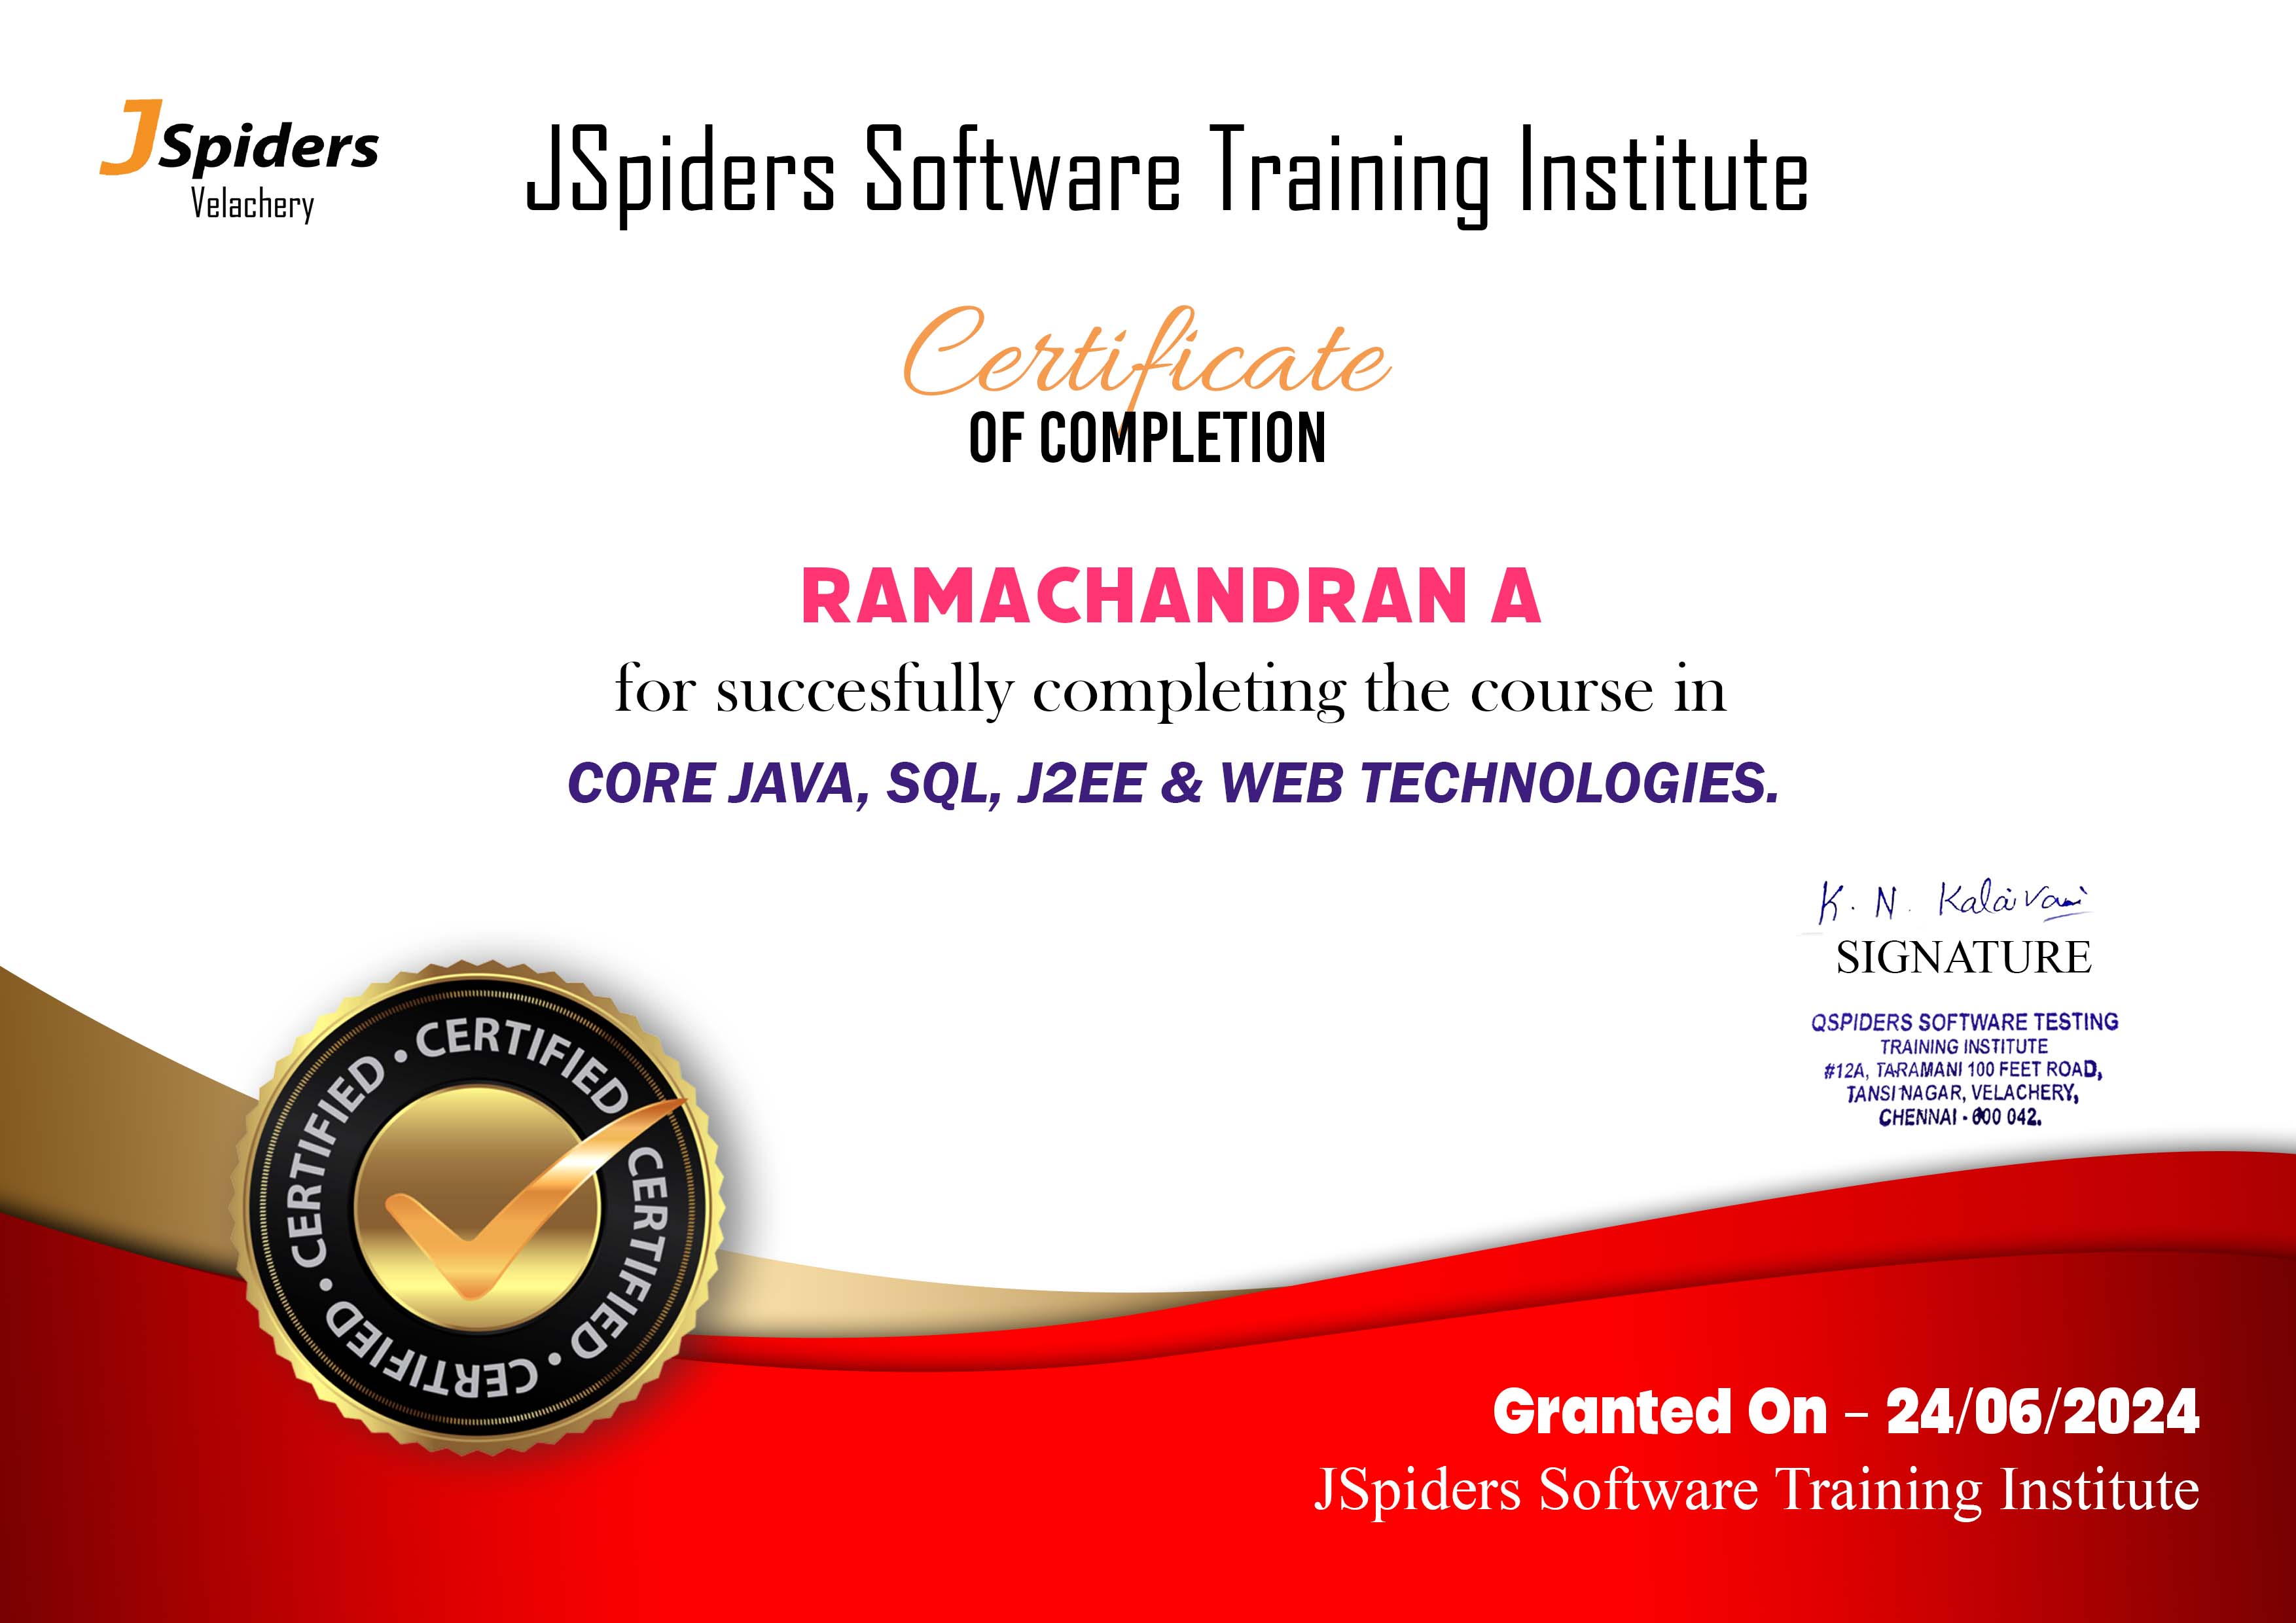 JSpiders
Velachery
JSpiders Software Training Institute
Certificate
OF COMPLETION
RAMACHANDRAN A
for succesfully completing the course in
CORE JAVA, SQL, J2EE & WEB TECHNOLOGIES.
K. N. Kalaivani
SIGNATURE
QSPIDERS SOFTWARE TESTING
TRAINING INSTITUTE
#12A, TARAMANI 100 FEET ROAD,
TANSI NAGAR, VELACHERY,
CHENNAI - 600 042.
CERTIFIED • CERTIFIED • CERTIFIED • CERTIFIED • CERTIFIED
Granted On – 24/06/2024
JSpiders Software Training Institute